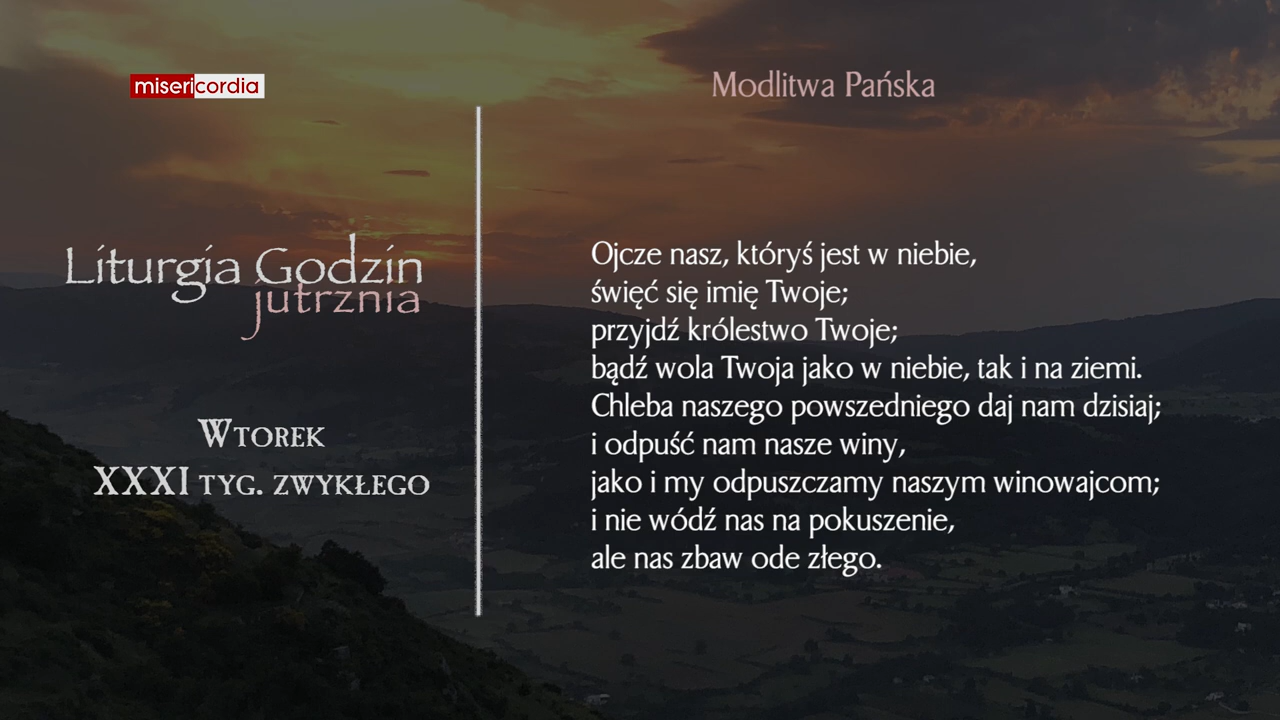 misericordia
Liturgia Godzin
jutrznia
Wtorek
XXXI tyg. zwykłego
Modlitwa Pańska
Ojcze nasz, któryś jest w niebie,
święć się imię Twoje;
przyjdź królestwo Twoje;
bądź wola Twoja jako w niebie, tak i na ziemi.
Chleba naszego powszedniego daj nam dzisiaj;
i odpuść nam nasze winy,
jako i my odpuszczamy naszym winowajcom;
i nie wódź nas na pokuszenie,
ale nas zbaw ode złego.